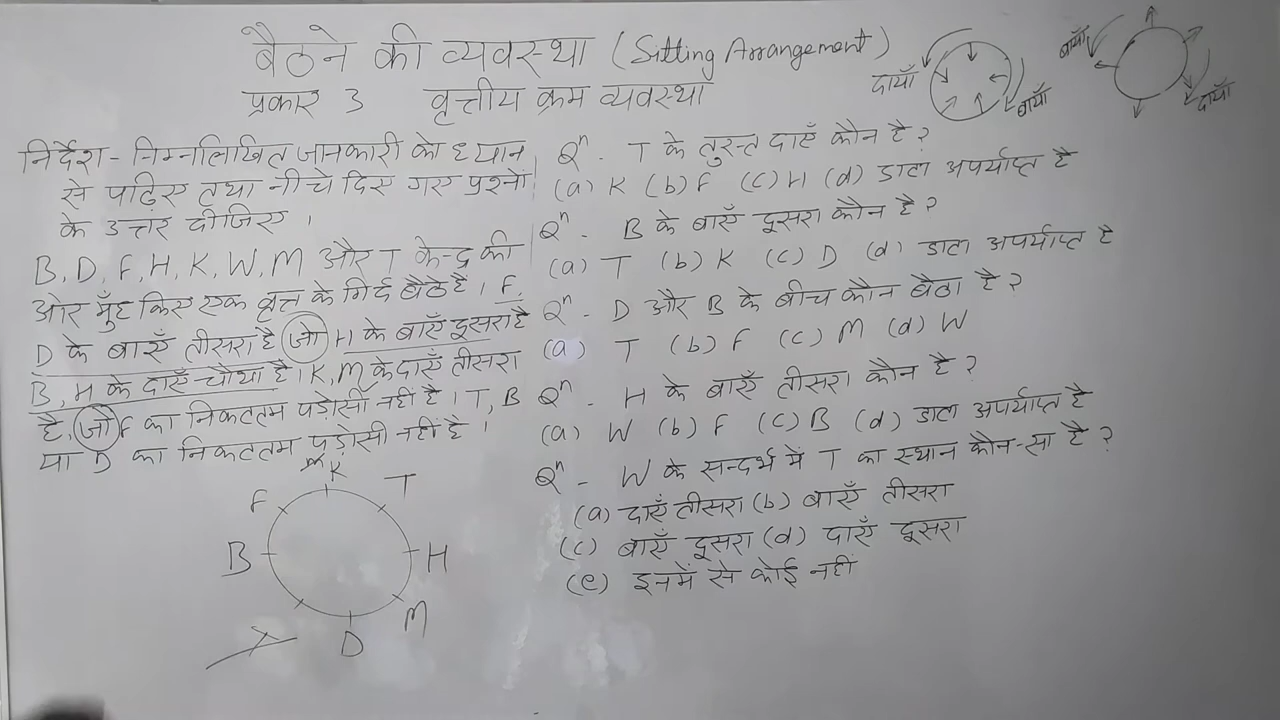 बैठने की व्यवस्था (Sitting Arrangement)
प्रकार 3 वृत्तीय क्रम व्यवस्था
दायाँ
बायाँ
बायाँ
दायाँ
निर्देश - निम्नलिखित जानकारी को ध्यान
से पढ़िए तथा नीचे दिए गए प्रश्नों
के उत्तर दीजिए ।
B, D, F, H, K, W, M और T केन्द्र की
ओर मुँह किए एक वृत्त के गिर्द बैठे हैं । F,
D के बाएँ तीसरा है जो H के बाएँ दूसरा है
B, H के दाएँ चौथा है । K, M के दाएँ तीसरा
है, जो F का निकटतम पड़ोसी नहीं है । T, B
या D का निकटतम पड़ोसी नहीं है ।
K
T
F
B
H
M
D
Qⁿ - T के तुरन्त दाएँ कौन है ?
(a) K (b) F (c) H (d) डाटा अपर्याप्त है
Qⁿ - B के बाएँ दूसरा कौन है ?
(a) T (b) K (c) D (d) डाटा अपर्याप्त है
Qⁿ - D और B के बीच कौन बैठा है ?
(a) T (b) F (c) M (d) W
Qⁿ - H के बाएँ तीसरा कौन है ?
(a) W (b) F (c) B (d) डाटा अपर्याप्त है
Qⁿ - W के सन्दर्भ में T का स्थान कौन-सा है ?
(a) दाएँ तीसरा (b) बाएँ तीसरा
(c) बाएँ दूसरा (d) दाएँ दूसरा
(e) इनमें से कोई नहीं